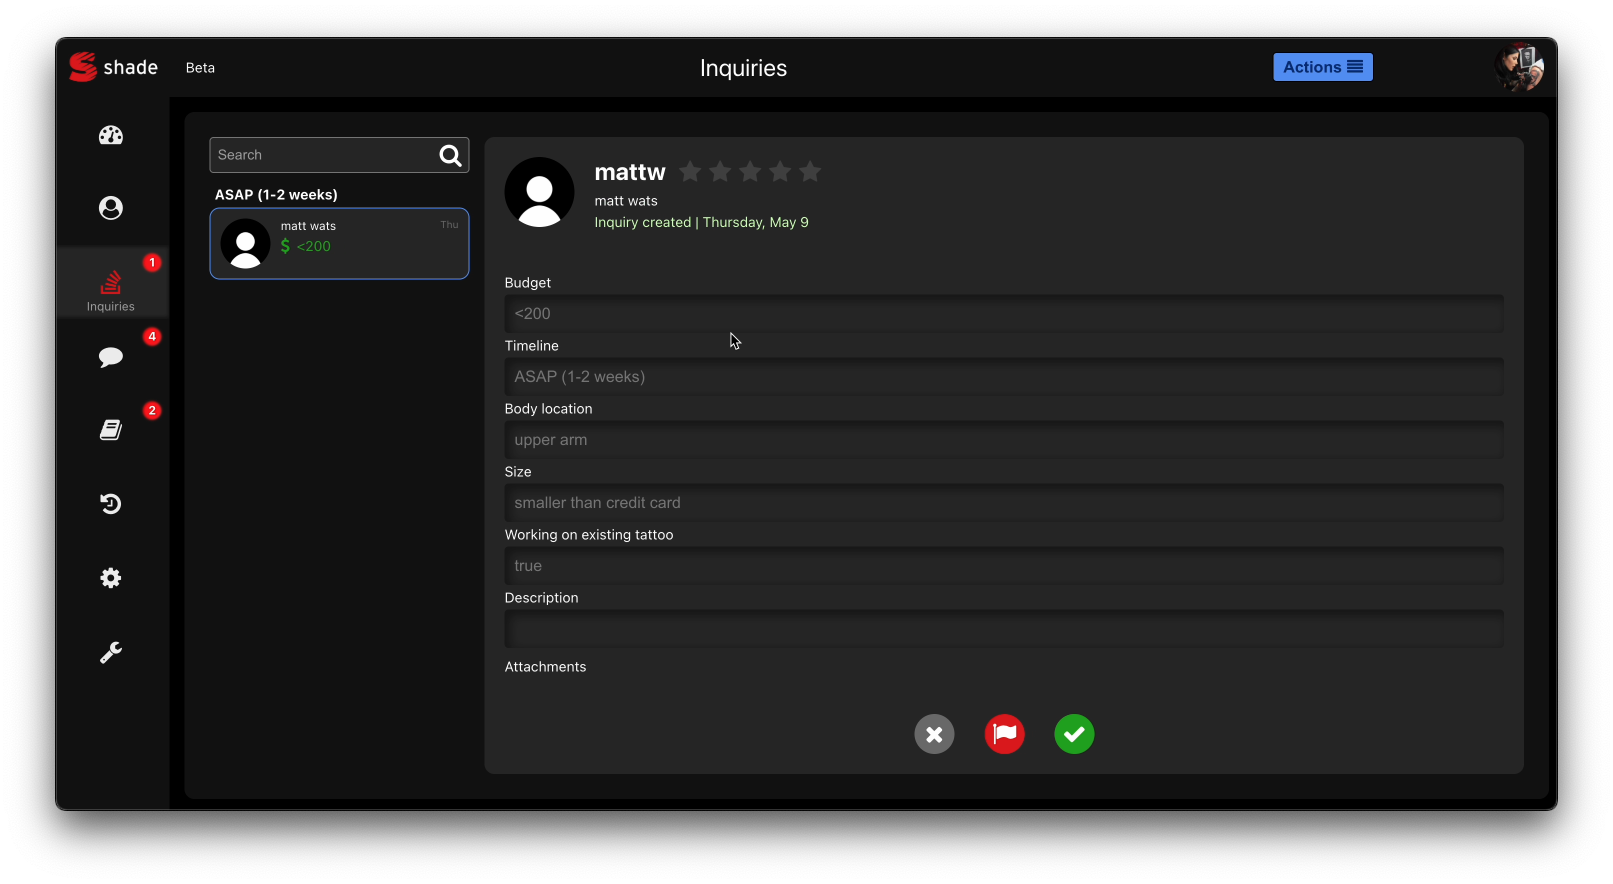 shade
Beta
Inquiries
Actions
Search
ASAP (1-2 weeks)
matt wats
Thu
$ <200
1
Inquiries
4
2
mattw
matt wats
Inquiry created | Thursday, May 9
Budget
<200
Timeline
ASAP (1-2 weeks)
Body location
upper arm
Size
smaller than credit card
Working on existing tattoo
true
Description
Attachments